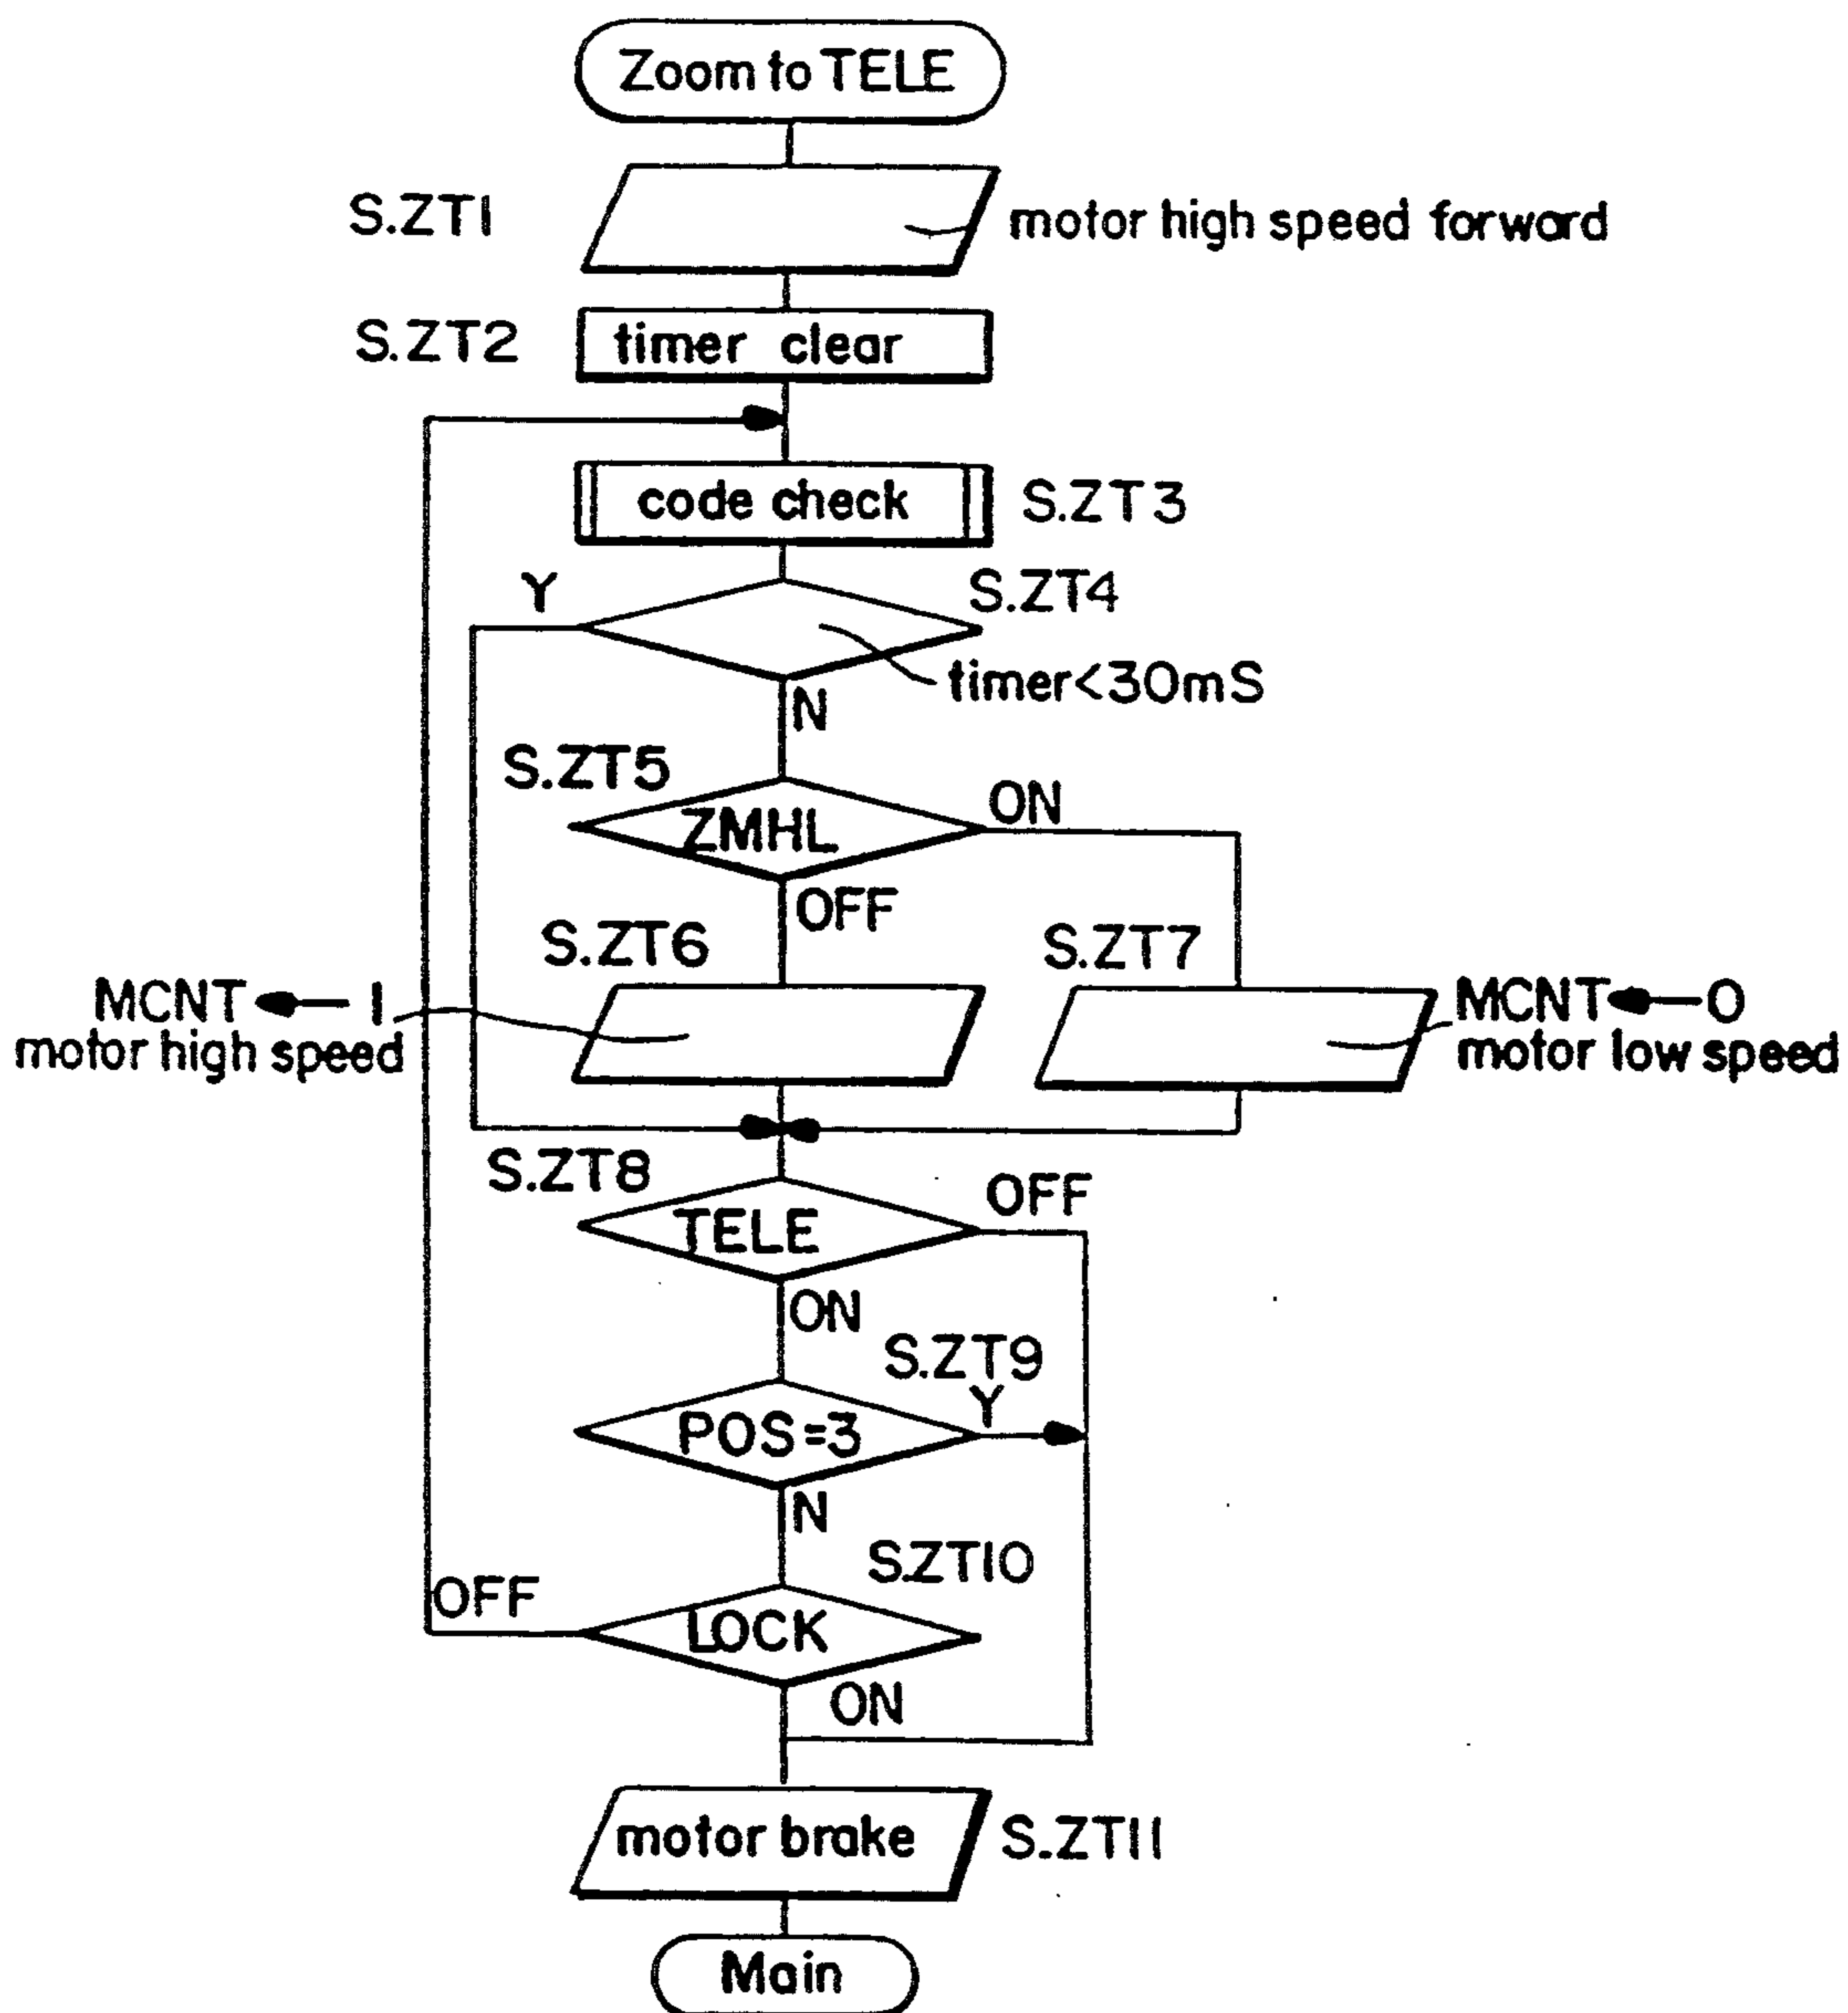 Zoom to TELE
S.ZT1
motor high speed forward
S.ZT2
timer clear
code check
S.ZT3
Y
S.ZT4
timer<30mS
N
S.ZT5
ZMHL
ON
OFF
S.ZT6
S.ZT7
MCNT ← 1
motor high speed
MCNT ← 0
motor low speed
S.ZT8
TELE
OFF
ON
S.ZT9
Y
POS=3
N
S.ZT10
OFF
LOCK
ON
motor brake
S.ZT11
Main